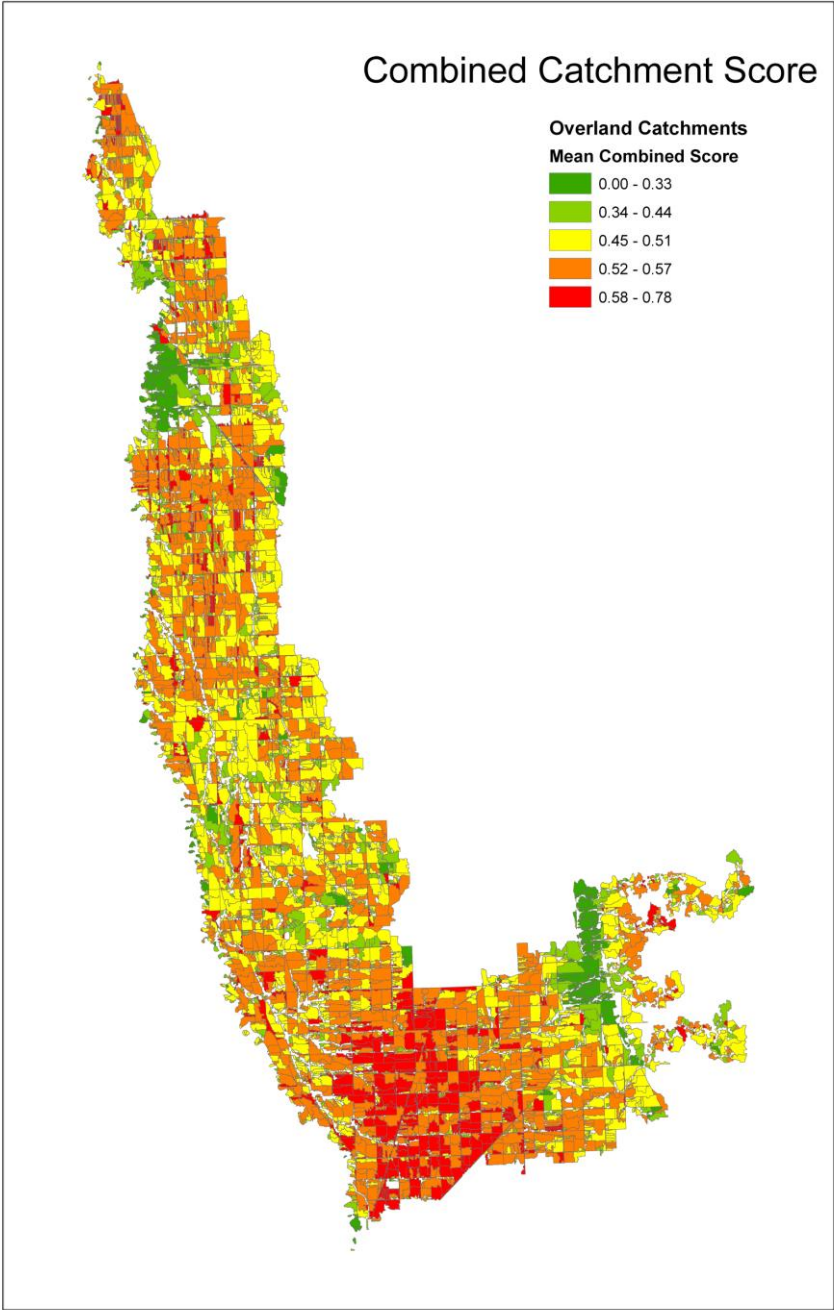 Combined Catchment Score
Overland Catchments
Mean Combined Score
0.00 - 0.33
0.34 - 0.44
0.45 - 0.51
0.52 - 0.57
0.58 - 0.78